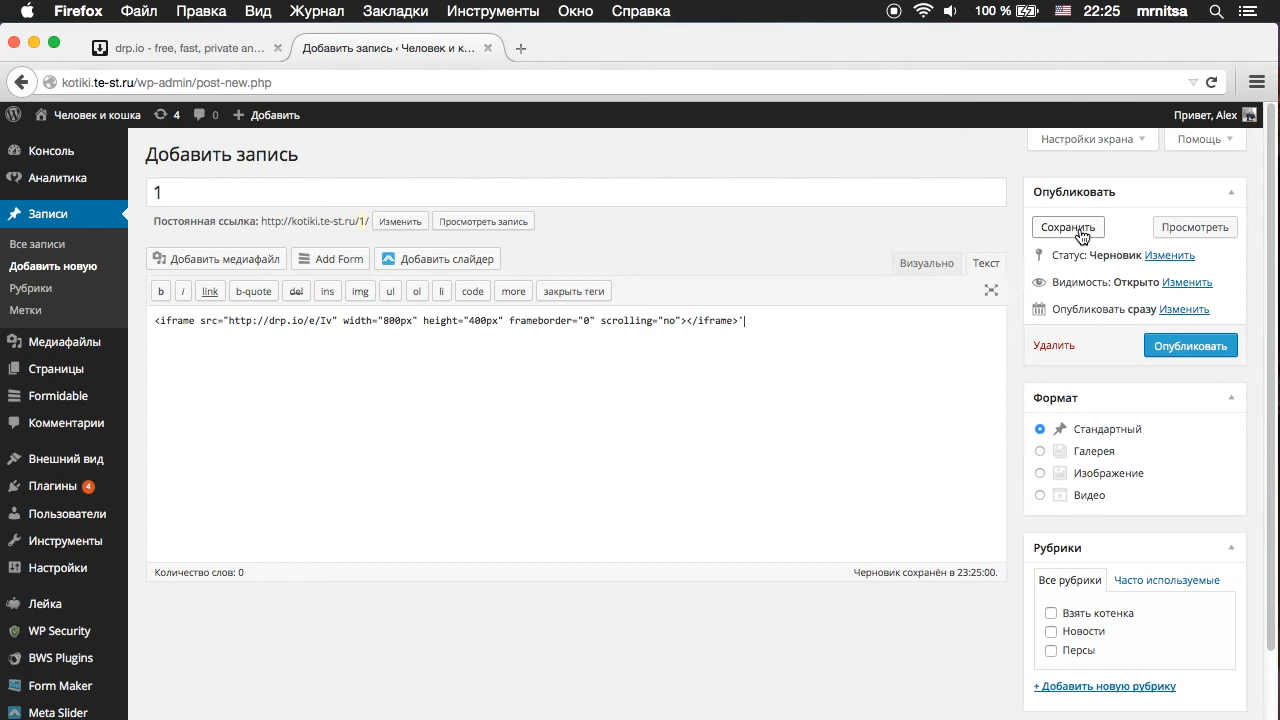 Firefox Файл Правка Вид Журнал Закладки Инструменты Окно Справка 100 % 22:25 mrnitsa
drp.io - free, fast, private an... Добавить запись ‹ Человек и к...
kotiki.te-st.ru/wp-admin/post-new.php
Человек и кошка 4 0 Добавить Привет, Alex
Настройки экрана Помощь
Консоль
Аналитика
Записи
Все записи
Добавить новую
Рубрики
Метки
Медиафайлы
Страницы
Formidable
Комментарии
Внешний вид
Плагины 4
Пользователи
Инструменты
Настройки
Лейка
WP Security
BWS Plugins
Form Maker
Meta Slider
Добавить запись
1
Постоянная ссылка: http://kotiki.te-st.ru/1/ Изменить Просмотреть запись
Добавить медиафайл Add Form Добавить слайдер Визуально Текст
b i link b-quote del ins img ul ol li code more закрыть теги
<iframe src="http://drp.io/e/Iv" width="800px" height="400px" frameborder="0" scrolling="no"></iframe>'
Количество слов: 0 Черновик сохранён в 23:25:00.
Опубликовать
Сохранить Просмотреть
Статус: Черновик Изменить
Видимость: Открыто Изменить
Опубликовать сразу Изменить
Удалить Опубликовать
Формат
Стандартный
Галерея
Изображение
Видео
Рубрики
Все рубрики Часто используемые
Взять котенка
Новости
Персы
+ Добавить новую рубрику